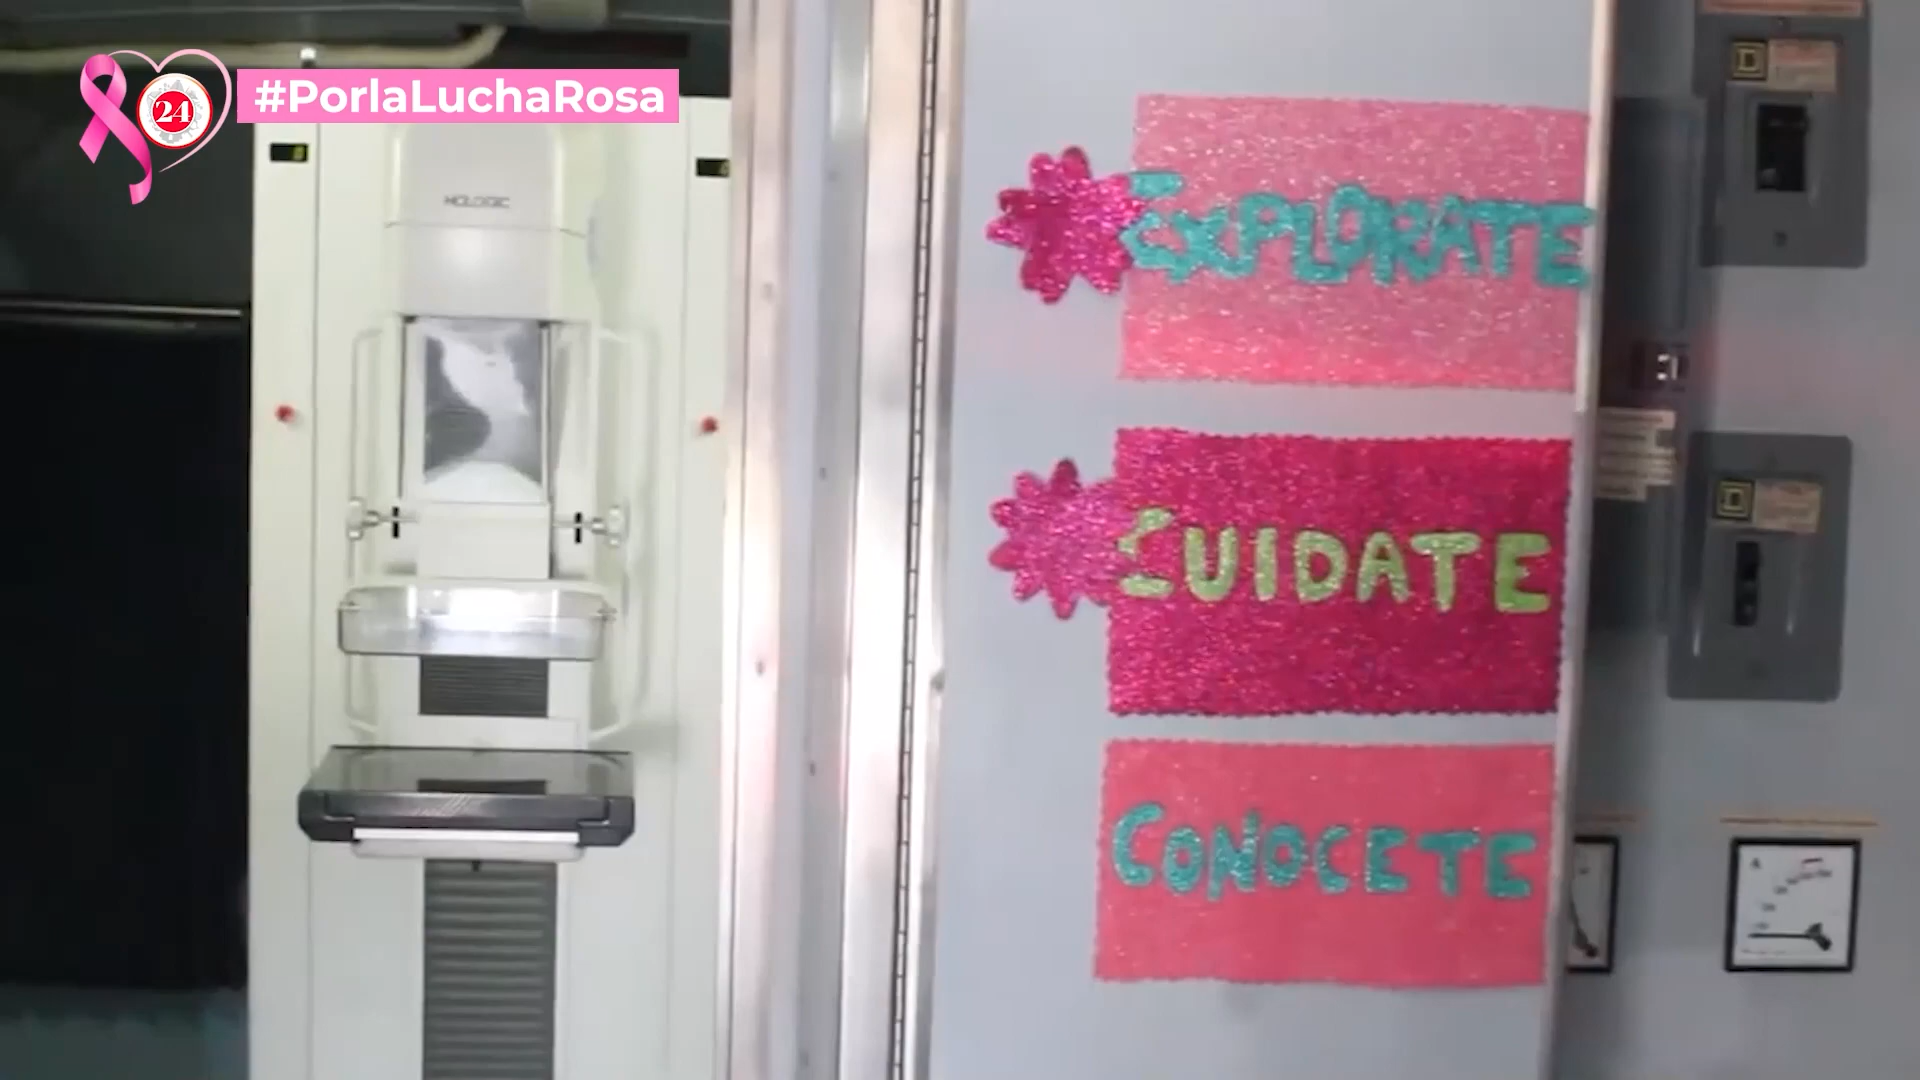 24
#PorlaLuchaRosa
HOLOGIC
EXPLORATE
CUIDATE
CONOCETE
D
D
A